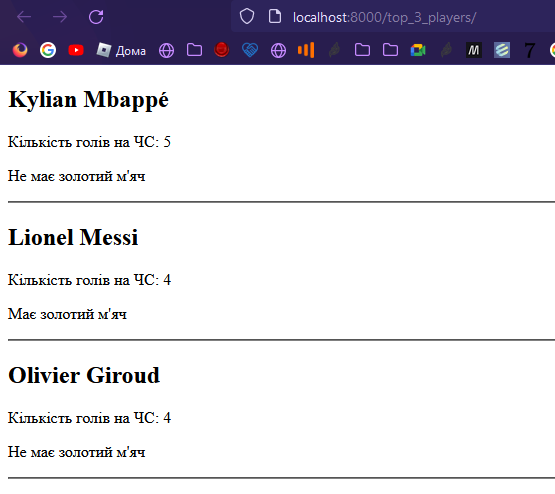 localhost:8000/top_3_players/
Дома
M
7
Kylian Mbappé
Кількість голів на ЧС: 5
Не має золотий м'яч
Lionel Messi
Кількість голів на ЧС: 4
Має золотий м'яч
Olivier Giroud
Кількість голів на ЧС: 4
Не має золотий м'яч